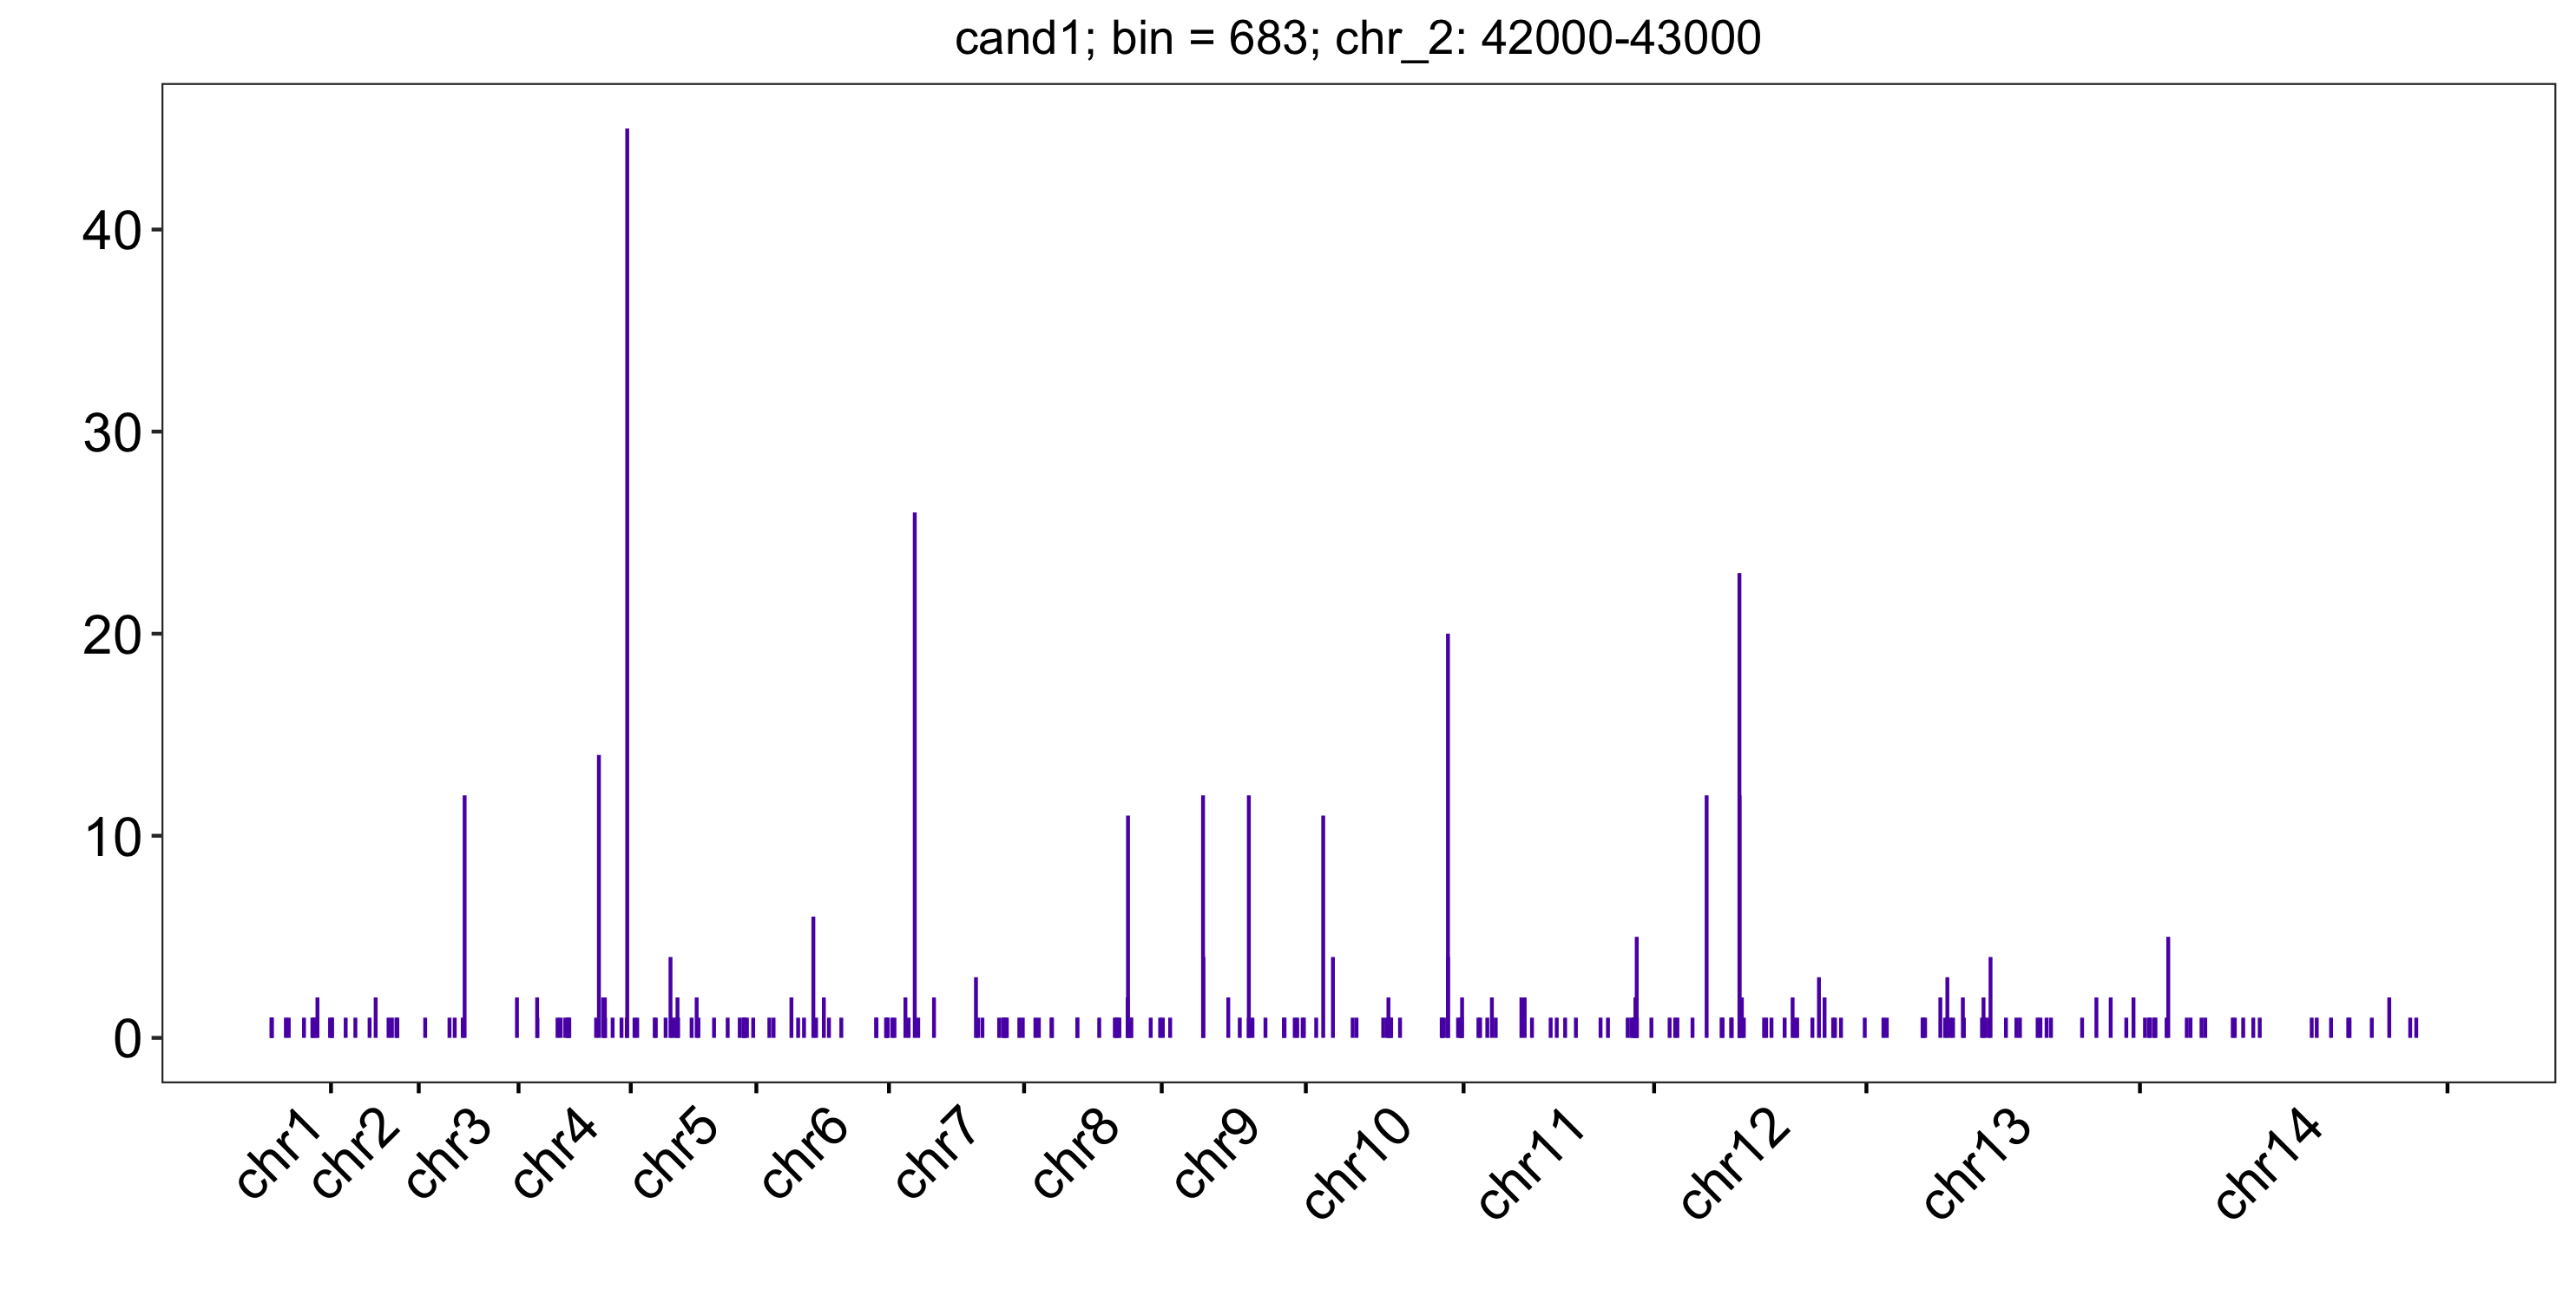 cand1; bin = 683; chr_2: 42000-43000
40
30
20
10
0
chr1
chr2
chr3
chr4
chr5
chr6
chr7
chr8
chr9
chr10
chr11
chr12
chr13
chr14